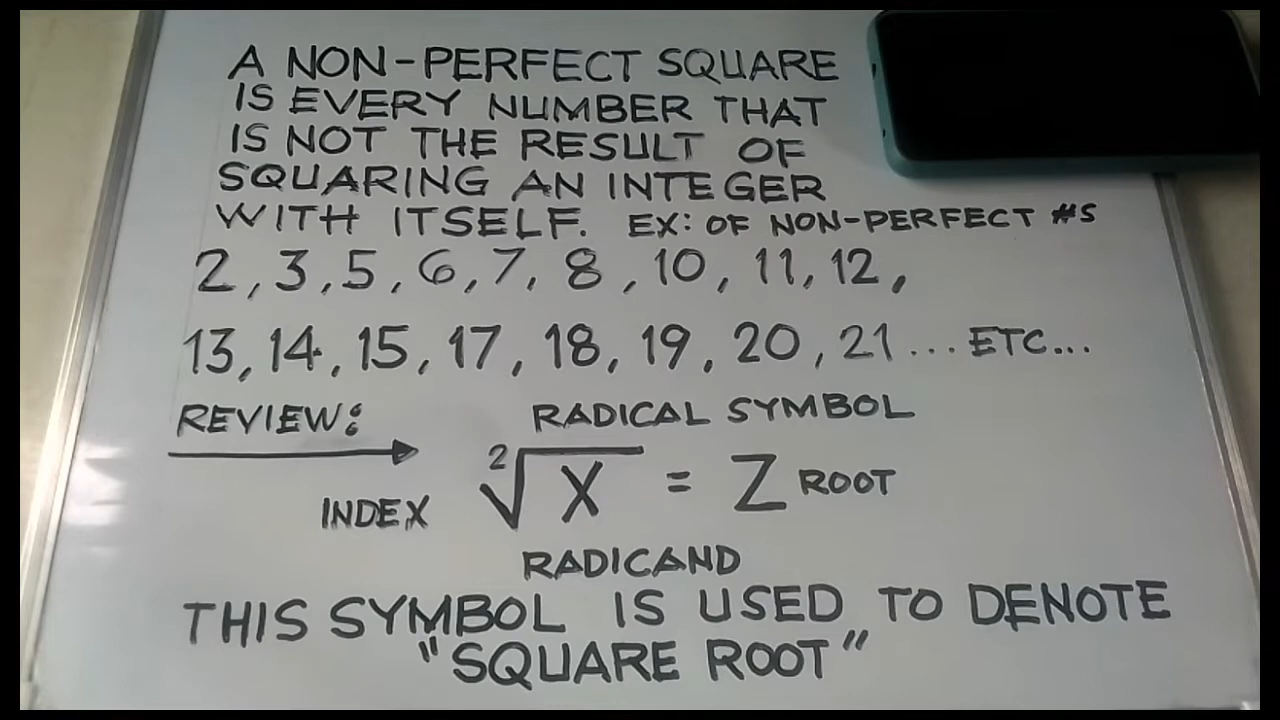 A NON-PERFECT SQUARE
IS EVERY NUMBER THAT
IS NOT THE RESULT OF
SQUARING AN INTEGER
WITH ITSELF. EX: OF NON-PERFECT #S
2, 3, 5, 6, 7, 8, 10, 11, 12,
13, 14, 15, 17, 18, 19, 20, 21... ETC...
REVIEW: RADICAL SYMBOL
INDEX ²√X = Z ROOT
RADICAND
THIS SYMBOL IS USED TO DENOTE
"SQUARE ROOT"